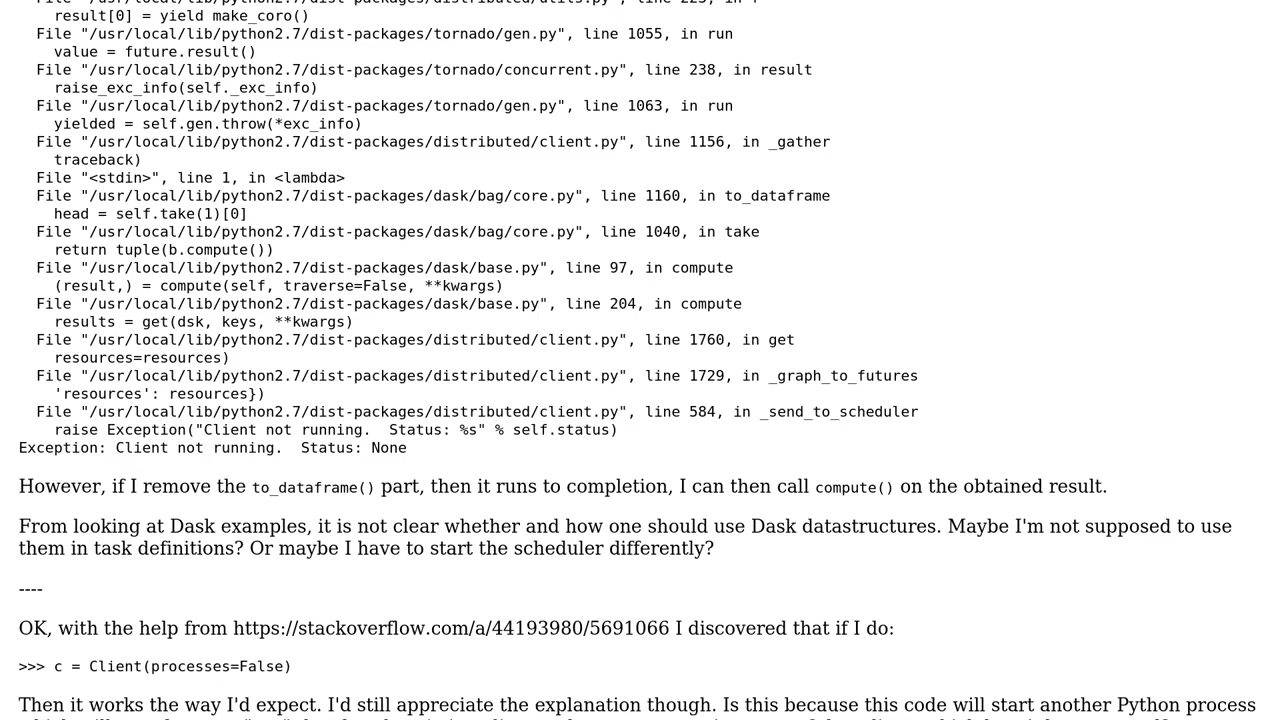 result[0] = yield make_coro()
File "/usr/local/lib/python2.7/dist-packages/tornado/gen.py", line 1055, in run
value = future.result()
File "/usr/local/lib/python2.7/dist-packages/tornado/concurrent.py", line 238, in result
raise_exc_info(self._exc_info)
File "/usr/local/lib/python2.7/dist-packages/tornado/gen.py", line 1063, in run
yielded = self.gen.throw(*exc_info)
File "/usr/local/lib/python2.7/dist-packages/distributed/client.py", line 1156, in _gather
traceback)
File "<stdin>", line 1, in <lambda>
File "/usr/local/lib/python2.7/dist-packages/dask/bag/core.py", line 1160, in to_dataframe
head = self.take(1)[0]
File "/usr/local/lib/python2.7/dist-packages/dask/bag/core.py", line 1040, in take
return tuple(b.compute())
File "/usr/local/lib/python2.7/dist-packages/dask/base.py", line 97, in compute
(result,) = compute(self, traverse=False, **kwargs)
File "/usr/local/lib/python2.7/dist-packages/dask/base.py", line 204, in compute
results = get(dsk, keys, **kwargs)
File "/usr/local/lib/python2.7/dist-packages/distributed/client.py", line 1760, in get
resources=resources)
File "/usr/local/lib/python2.7/dist-packages/distributed/client.py", line 1729, in _graph_to_futures
'resources': resources})
File "/usr/local/lib/python2.7/dist-packages/distributed/client.py", line 584, in _send_to_scheduler
raise Exception("Client not running.  Status: %s" % self.status)
Exception: Client not running.  Status: None
However, if I remove the to_dataframe() part, then it runs to completion, I can then call compute() on the obtained result.
From looking at Dask examples, it is not clear whether and how one should use Dask datastructures. Maybe I'm not supposed to use
them in task definitions? Or maybe I have to start the scheduler differently?
----
OK, with the help from https://stackoverflow.com/a/44193980/5691066 I discovered that if I do:
>>> c = Client(processes=False)
Then it works the way I'd expect. I'd still appreciate the explanation though. Is this because this code will start another Python process